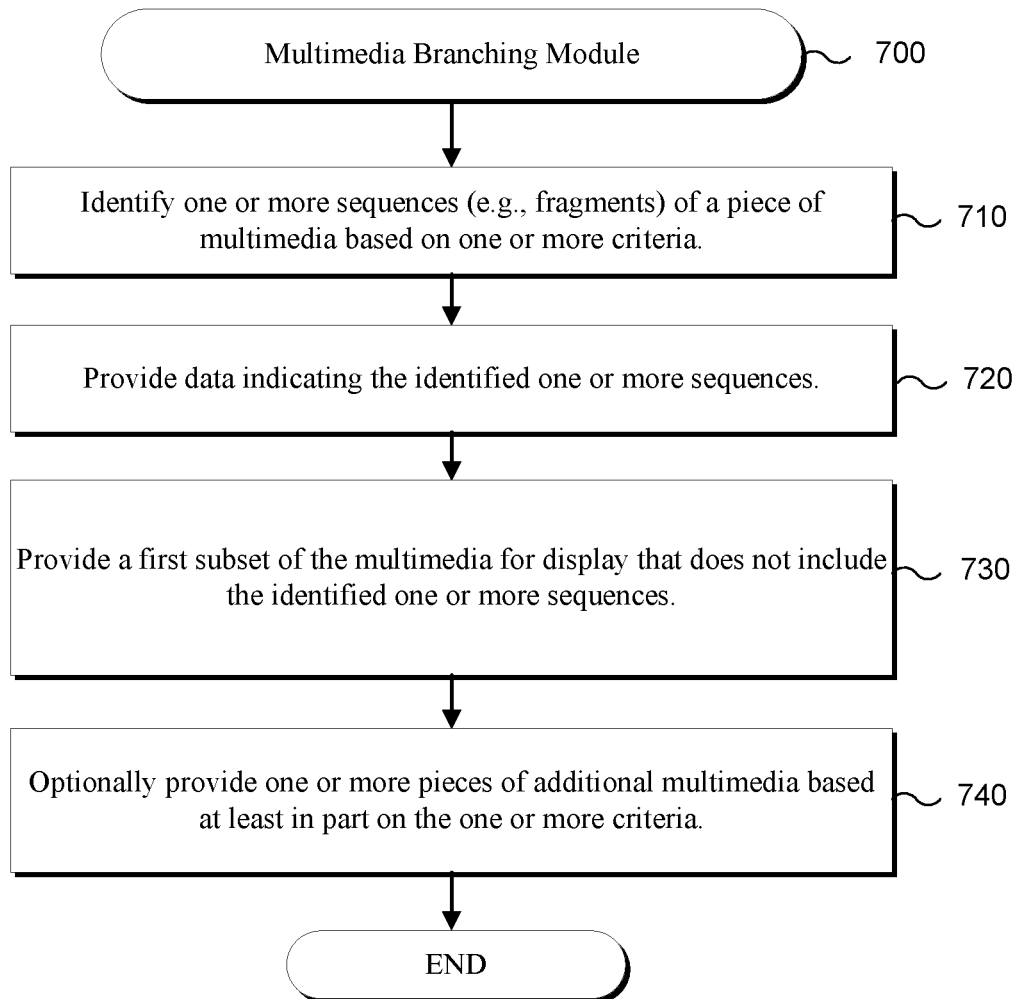 Multimedia Branching Module
700
Identify one or more sequences (e.g., fragments) of a piece of
multimedia based on one or more criteria.
710
Provide data indicating the identified one or more sequences.
720
Provide a first subset of the multimedia for display that does not include
the identified one or more sequences.
730
Optionally provide one or more pieces of additional multimedia based
at least in part on the one or more criteria.
740
END